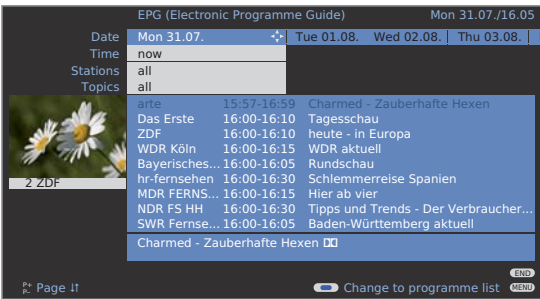 EPG (Electronic Programme Guide) Mon 31.07./16.05
Date Mon 31.07. Tue 01.08. Wed 02.08. Thu 03.08.
Time now
Stations all
Topics all
arte 15:57-16:59 Charmed - Zauberhafte Hexen
Das Erste 16:00-16:10 Tagesschau
ZDF 16:00-16:10 heute - in Europa
WDR Köln 16:00-16:15 WDR aktuell
Bayerisches... 16:00-16:05 Rundschau
hr-fernsehen 16:00-16:30 Schlemmerreise Spanien
MDR FERNS... 16:00-16:15 Hier ab vier
NDR FS HH 16:00-16:30 Tipps und Trends - Der Verbraucher...
SWR Fernse... 16:00-16:05 Baden-Württemberg aktuell
2 ZDF
Charmed - Zauberhafte Hexen
END
P+ P- Page Change to programme list MENU